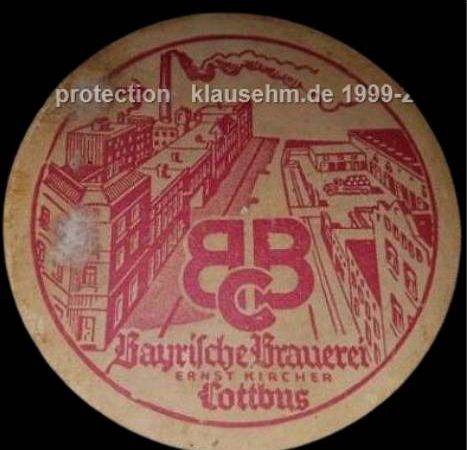 protection klausehm.de 1999-2
BBC
Bayrische Brauerei
ERNST KIRCHER
Cottbus